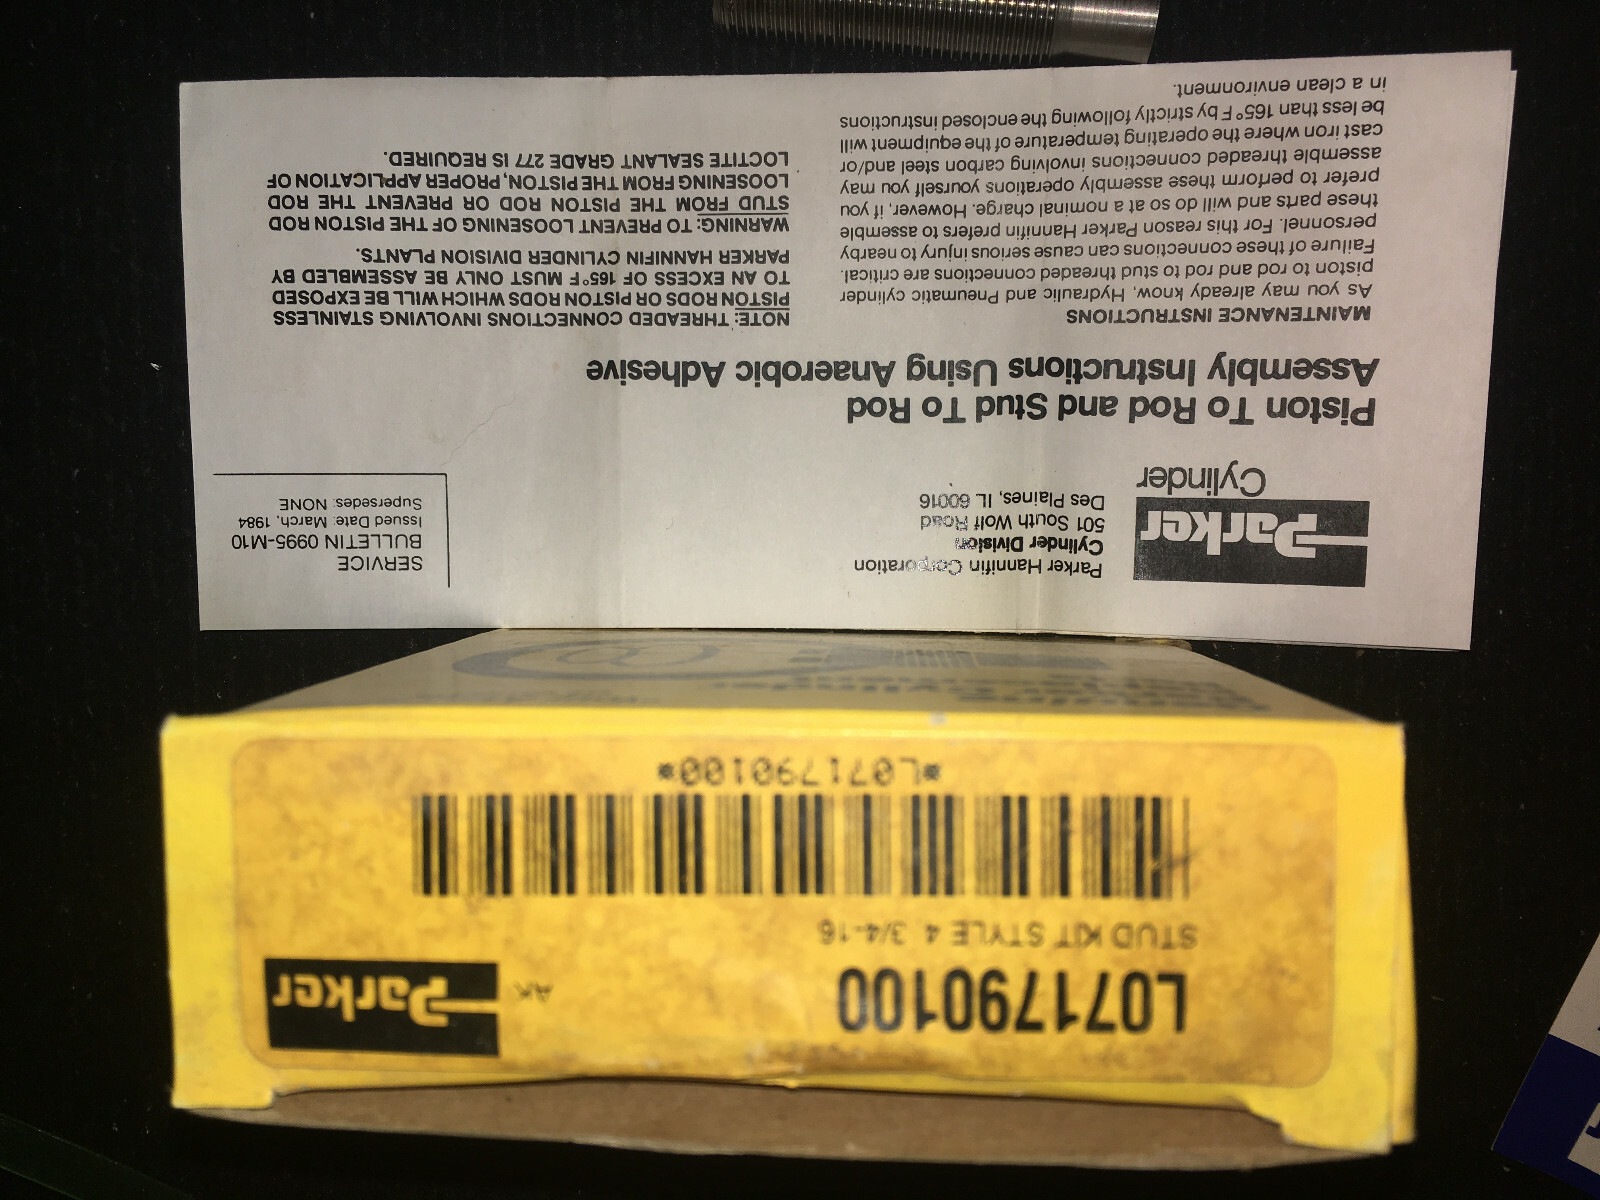 Parker
Cylinder
Parker Hannifin Corporation
Cylinder Division
501 South Wolf Road
Des Plaines, IL 60016
SERVICE
BULLETIN 0995-M10
Issued Date: March, 1984
Supersedes: NONE
Piston To Rod and Stud To Rod
Assembly Instructions Using Anaerobic Adhesive
MAINTENANCE INSTRUCTIONS
As you may already know, Hydraulic and Pneumatic cylinder
piston to rod and rod to stud threaded connections are critical.
Failure of these connections can cause serious injury to nearby
personnel. For this reason Parker Hannifin prefers to assemble
these parts and will do so at a nominal charge. However, if you
prefer to perform these assembly operations yourself you may
assemble threaded connections involving carbon steel and/or
cast iron where the operating temperature of the equipment will
be less than 165°F by strictly following the enclosed instructions
in a clean environment.
NOTE: THREADED CONNECTIONS INVOLVING STAINLESS
PISTON RODS OR PISTON RODS WHICH WILL BE EXPOSED
TO AN EXCESS OF 165°F MUST ONLY BE ASSEMBLED BY
PARKER HANNIFIN CYLINDER DIVISION PLANTS.
WARNING: TO PREVENT LOOSENING OF THE PISTON ROD
STUD FROM THE PISTON ROD OR PREVENT THE ROD
LOOSENING FROM THE PISTON, PROPER APPLICATION OF
LOCTITE SEALANT GRADE 277 IS REQUIRED.
L071790100
AK
Parker
STUD KIT STYLE 4, 3/4-16
*L071790100*
Genuine
Parker Cylinder